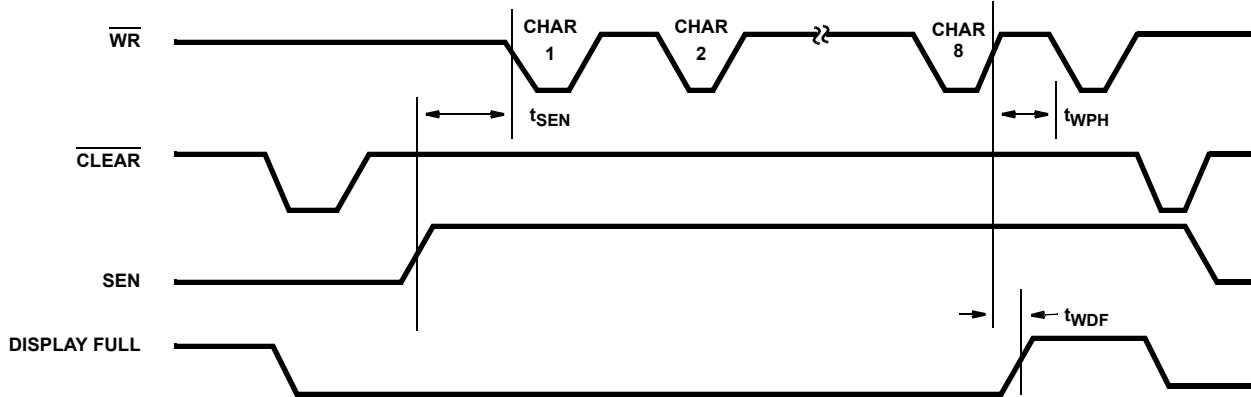 WR
CHAR
1
CHAR
2
CHAR
8
tSEN
tWPH
CLEAR
SEN
tWDF
DISPLAY FULL